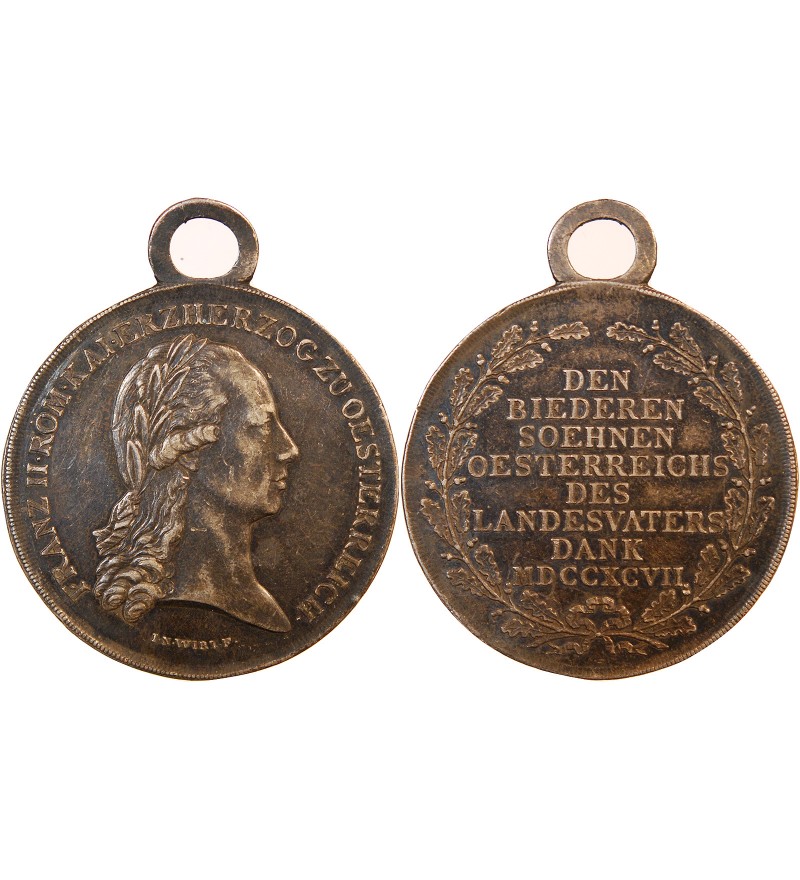 FRANZ II·ROM·KAI·ERZHERZOG ZU OESTERREICH·
I·N·WIRT F·
DEN
BIEDEREN
SOEHNEN
OESTERREICHS
DES
LANDESVATERS
DANK
MDCCXCVII